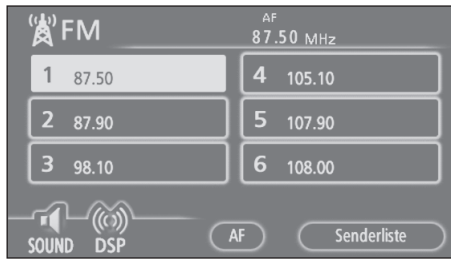 FM
AF
87.50 MHz
1 87.50
2 87.90
3 98.10
4 105.10
5 107.90
6 108.00
SOUND DSP
AF
Senderliste